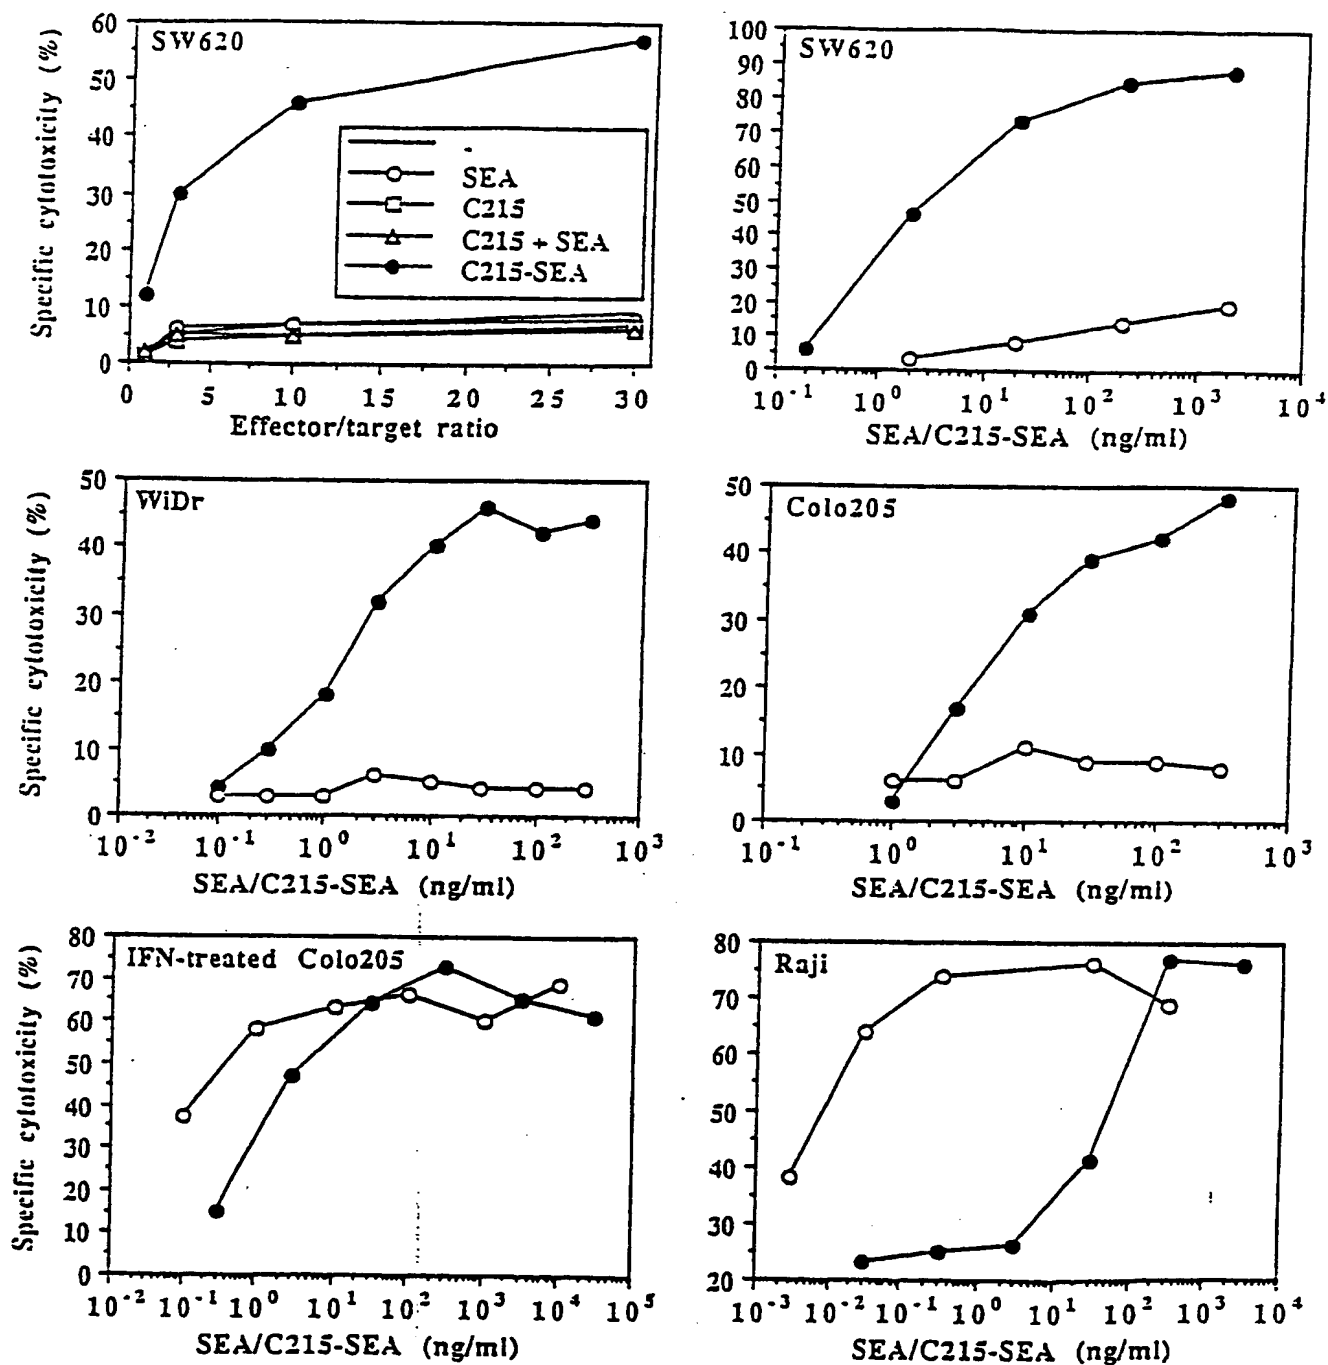 SW620
Specific cytotoxicity (%)
60
50
40
30
20
10
0
-
SEA
C215
C215 + SEA
C215-SEA
0 5 10 15 20 25 30
Effector/target ratio
SW620
100
90
80
70
60
50
40
30
20
10
0
10-1 100 101 102 103 104
SEA/C215-SEA (ng/ml)
WiDr
Specific cytotoxicity (%)
50
40
30
20
10
0
10-2 10-1 100 101 102 103
SEA/C215-SEA (ng/ml)
Colo205
50
40
30
20
10
0
10-1 100 101 102 103
SEA/C215-SEA (ng/ml)
IFN-treated Colo205
Specific cytotoxicity (%)
80
70
60
50
40
30
20
10
0
10-2 10-1 100 101 102 103 104 105
SEA/C215-SEA (ng/ml)
Raji
80
70
60
50
40
30
20
10-3 10-2 10-1 100 101 102 103 104
SEA/C215-SEA (ng/ml)